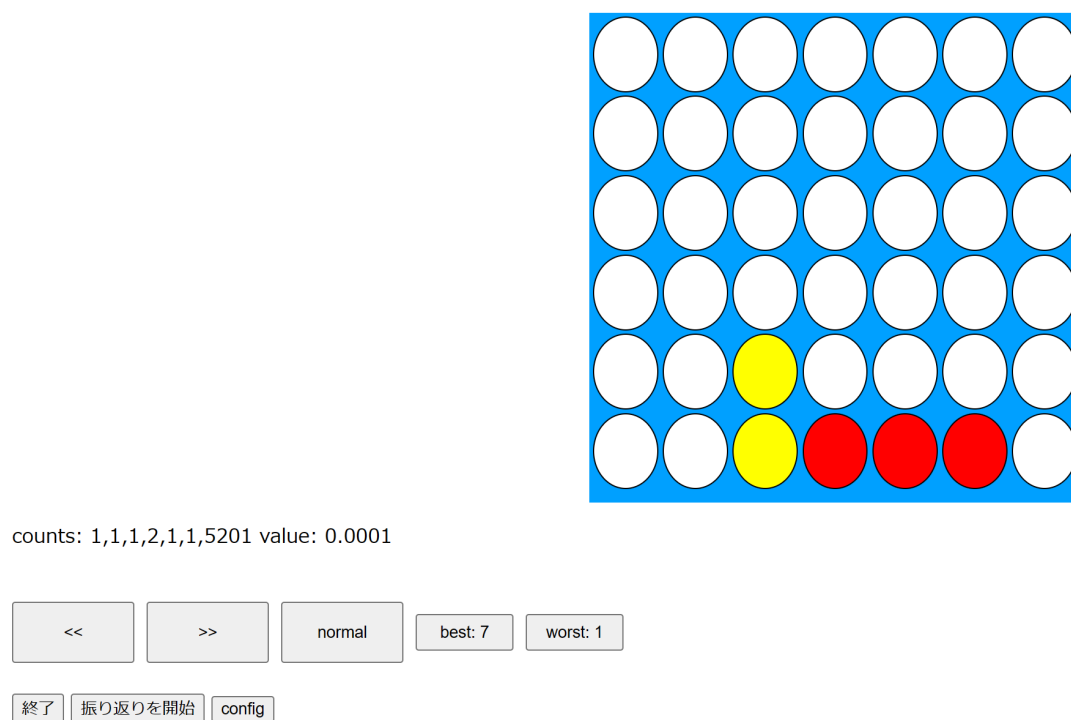 counts: 1,1,1,2,1,1,5201 value: 0.0001
<< >> normal best: 7 worst: 1
終了 振り返りを開始 config